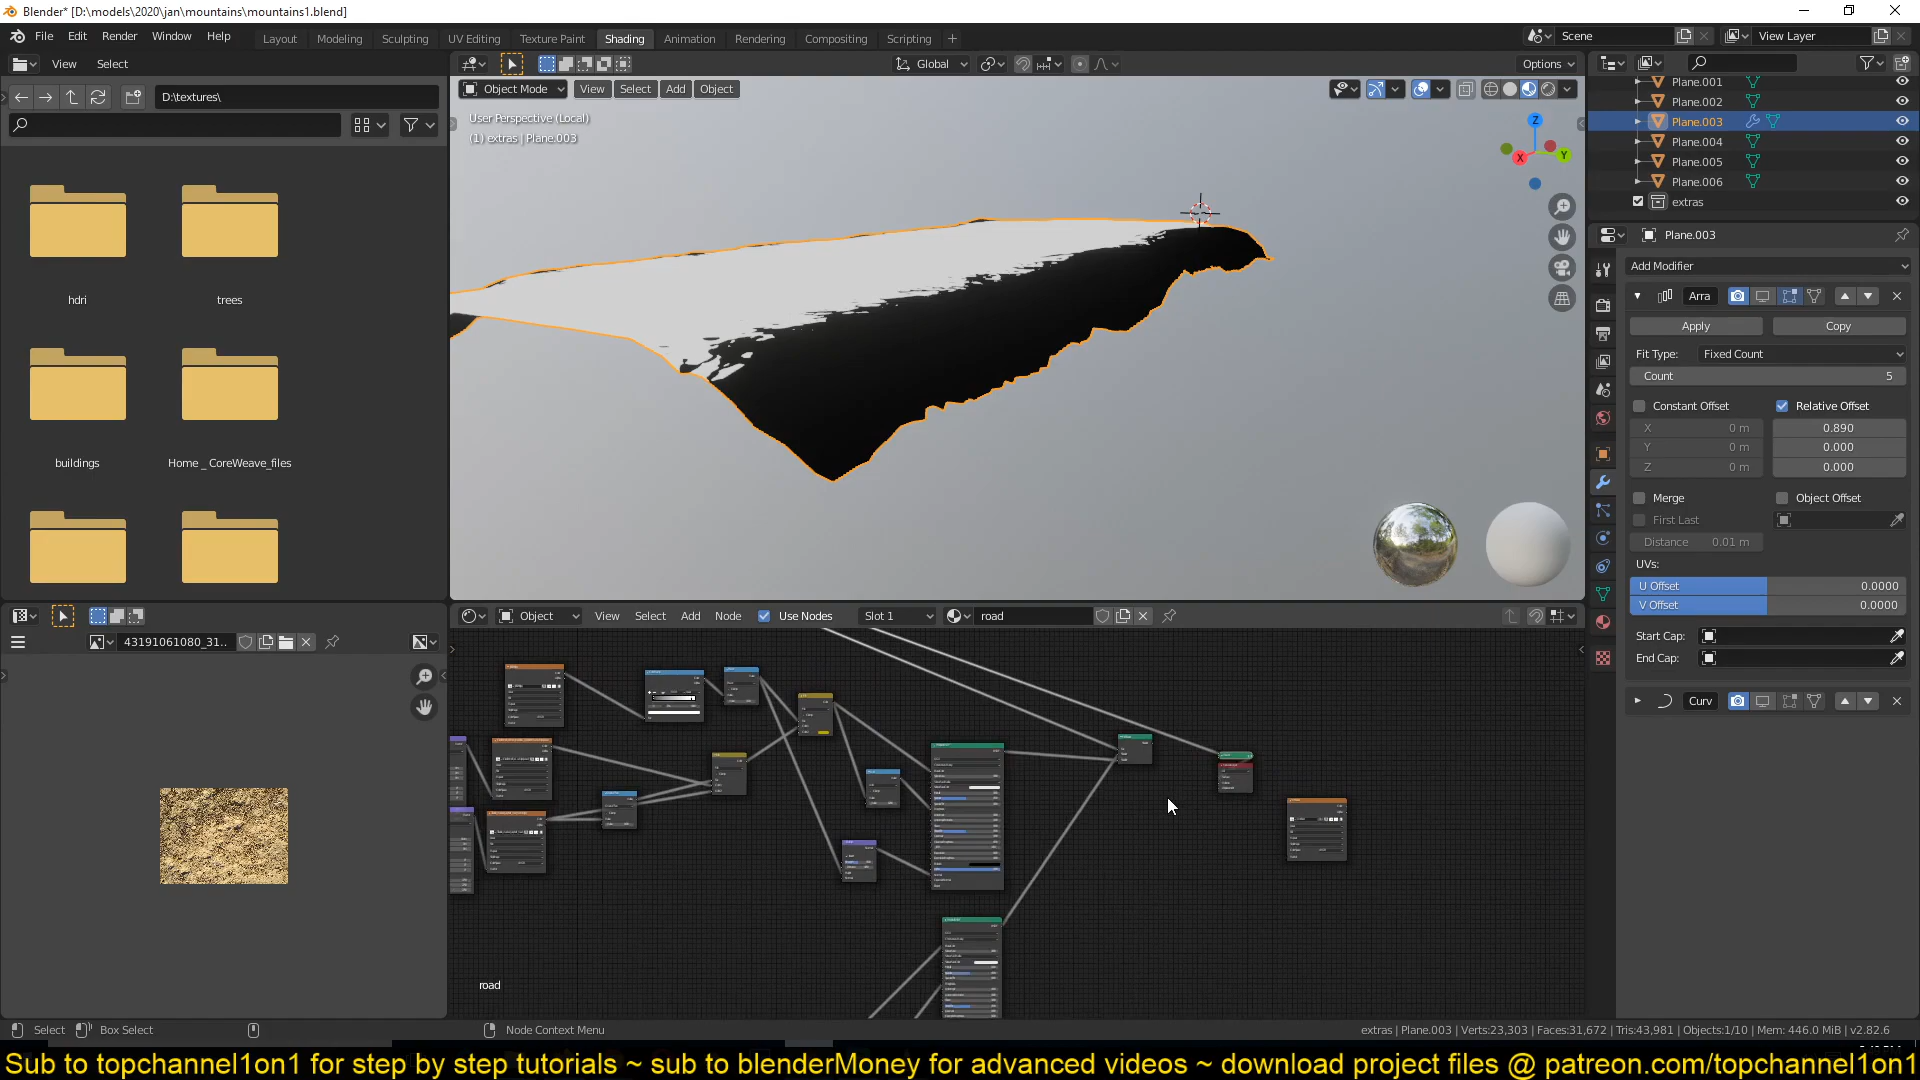 Blender* [D:\models\2020\jan\mountains\mountains1.blend]
File Edit Render Window Help
Layout Modeling Sculpting UV Editing Texture Paint Shading Animation Rendering Compositing Scripting +
Scene
View Layer
View Select
Global
Options
D:\textures\
Object Mode View Select Add Object
User Perspective (Local)
(1) extras | Plane.003
Z
X
Y
Plane.001
Plane.002
Plane.003
Plane.004
Plane.005
Plane.006
extras
hdri
trees
buildings
Home _ CoreWeave_files
Plane.003
Add Modifier
Arra
Apply Copy
Fit Type: Fixed Count
Count 5
Constant Offset Relative Offset
X 0 m 0.890
Y 0 m 0.000
Z 0 m 0.000
Merge Object Offset
First Last
Distance 0.01 m
UVs:
U Offset 0.0000
V Offset 0.0000
Start Cap:
End Cap:
Curv
Object View Select Add Node Use Nodes Slot 1 road
43191061080_31..
road
Select Box Select Node Context Menu
extras | Plane.003 | Verts:23,303 | Faces:31,672 | Tris:43,981 | Objects:1/10 | Mem: 446.0 MiB | v2.82.6
Sub to topchannel1on1 for step by step tutorials ~ sub to blenderMoney for advanced videos ~ download project files @ patreon.com/topchannel1on1